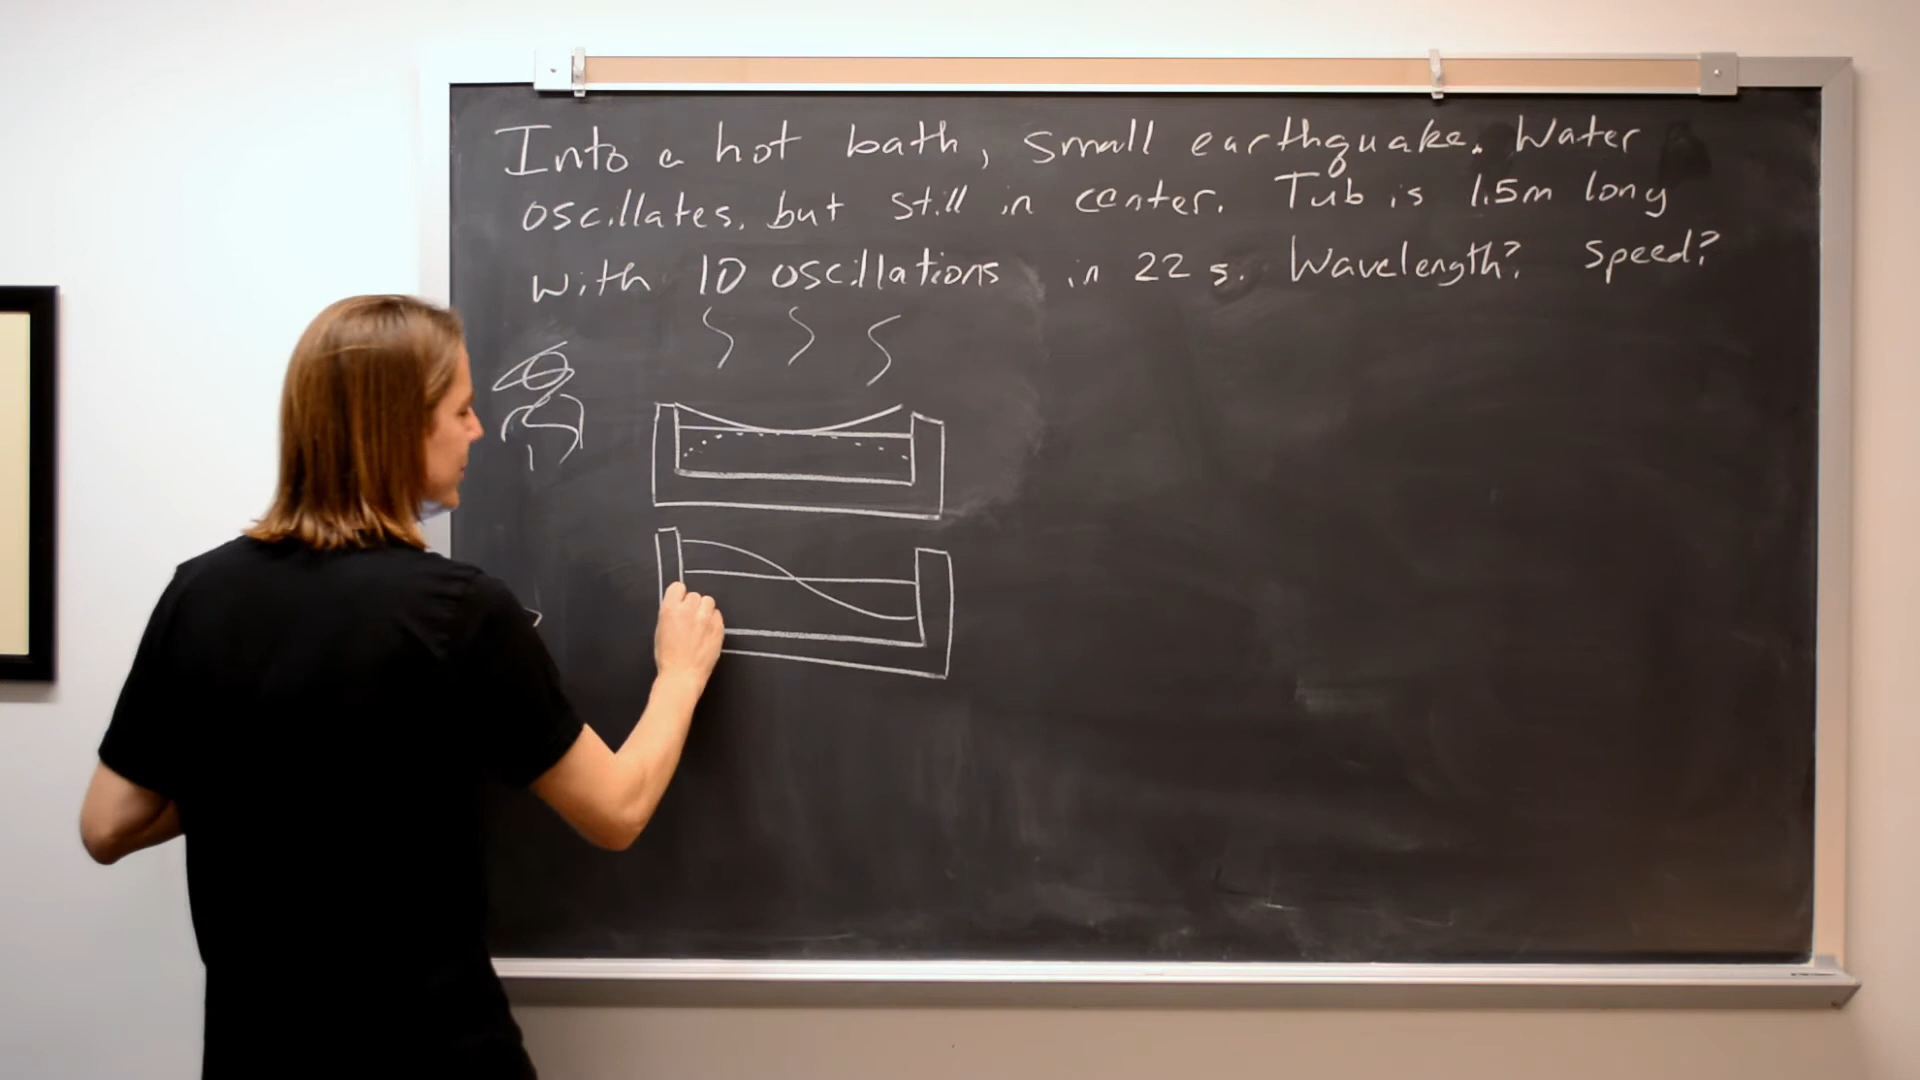 Into a hot bath, small earthquake. Water
oscillates, but still in center. Tub is 1.5m long
with 10 oscillations in 22 s. Wavelength? Speed?